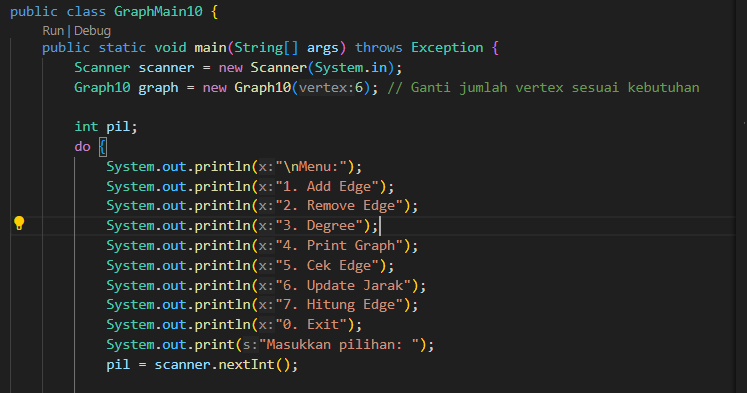 public class GraphMain10 {
Run | Debug
public static void main(String[] args) throws Exception {
Scanner scanner = new Scanner(System.in);
Graph10 graph = new Graph10(vertex:6); // Ganti jumlah vertex sesuai kebutuhan
int pil;
do {
System.out.println(x:"\nMenu:");
System.out.println(x:"1. Add Edge");
System.out.println(x:"2. Remove Edge");
System.out.println(x:"3. Degree");
System.out.println(x:"4. Print Graph");
System.out.println(x:"5. Cek Edge");
System.out.println(x:"6. Update Jarak");
System.out.println(x:"7. Hitung Edge");
System.out.println(x:"0. Exit");
System.out.print(s:"Masukkan pilihan: ");
pil = scanner.nextInt();